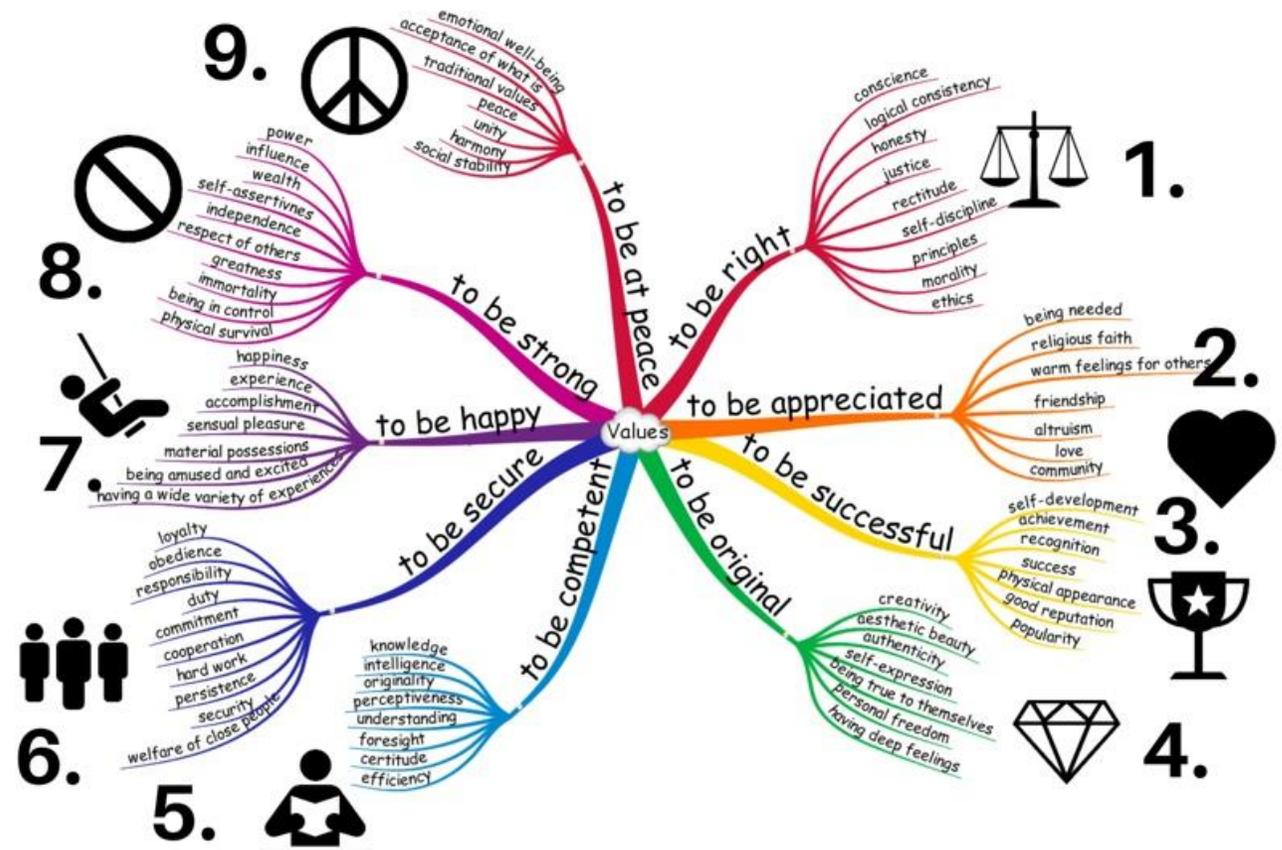 Values
1.
to be right
conscience
logical consistency
honesty
justice
rectitude
self-discipline
principles
morality
ethics
2.
to be appreciated
being needed
religious faith
warm feelings for others
friendship
altruism
love
community
3.
to be successful
self-development
achievement
recognition
success
physical appearance
good reputation
popularity
4.
to be original
creativity
aesthetic beauty
authenticity
self-expression
being true to themselves
personal freedom
having deep feelings
5.
to be competent
knowledge
intelligence
originality
perceptiveness
understanding
foresight
certitude
efficiency
6.
to be secure
loyalty
obedience
responsibility
duty
commitment
cooperation
hard work
persistence
security
welfare of close people
7.
to be happy
happiness
experience
accomplishment
sensual pleasure
material possessions
being amused and excited
having a wide variety of experiences
8.
to be strong
power
influence
wealth
self-assertivnes
independence
respect of others
greatness
immortality
being in control
physical survival
9.
to be at peace
emotional well-being
acceptance of what is
traditional values
peace
unity
harmony
social stability